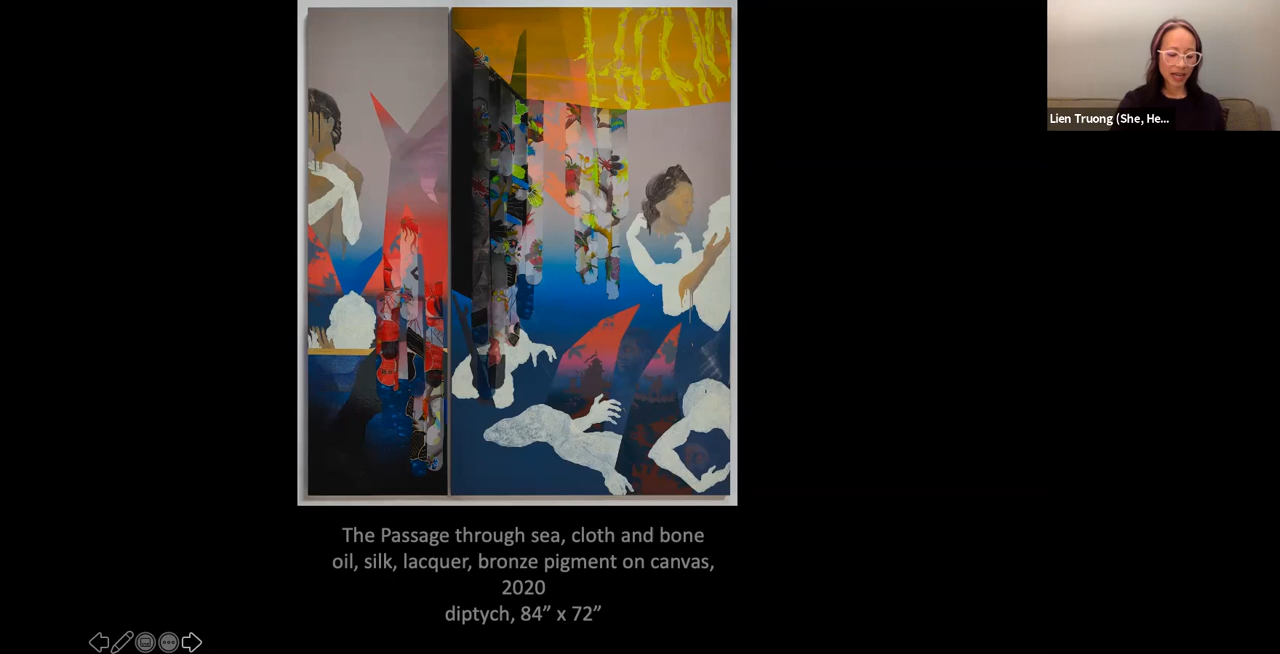 Lien Truong (She, He...
The Passage through sea, cloth and bone
oil, silk, lacquer, bronze pigment on canvas,
2020
diptych, 84” x 72”